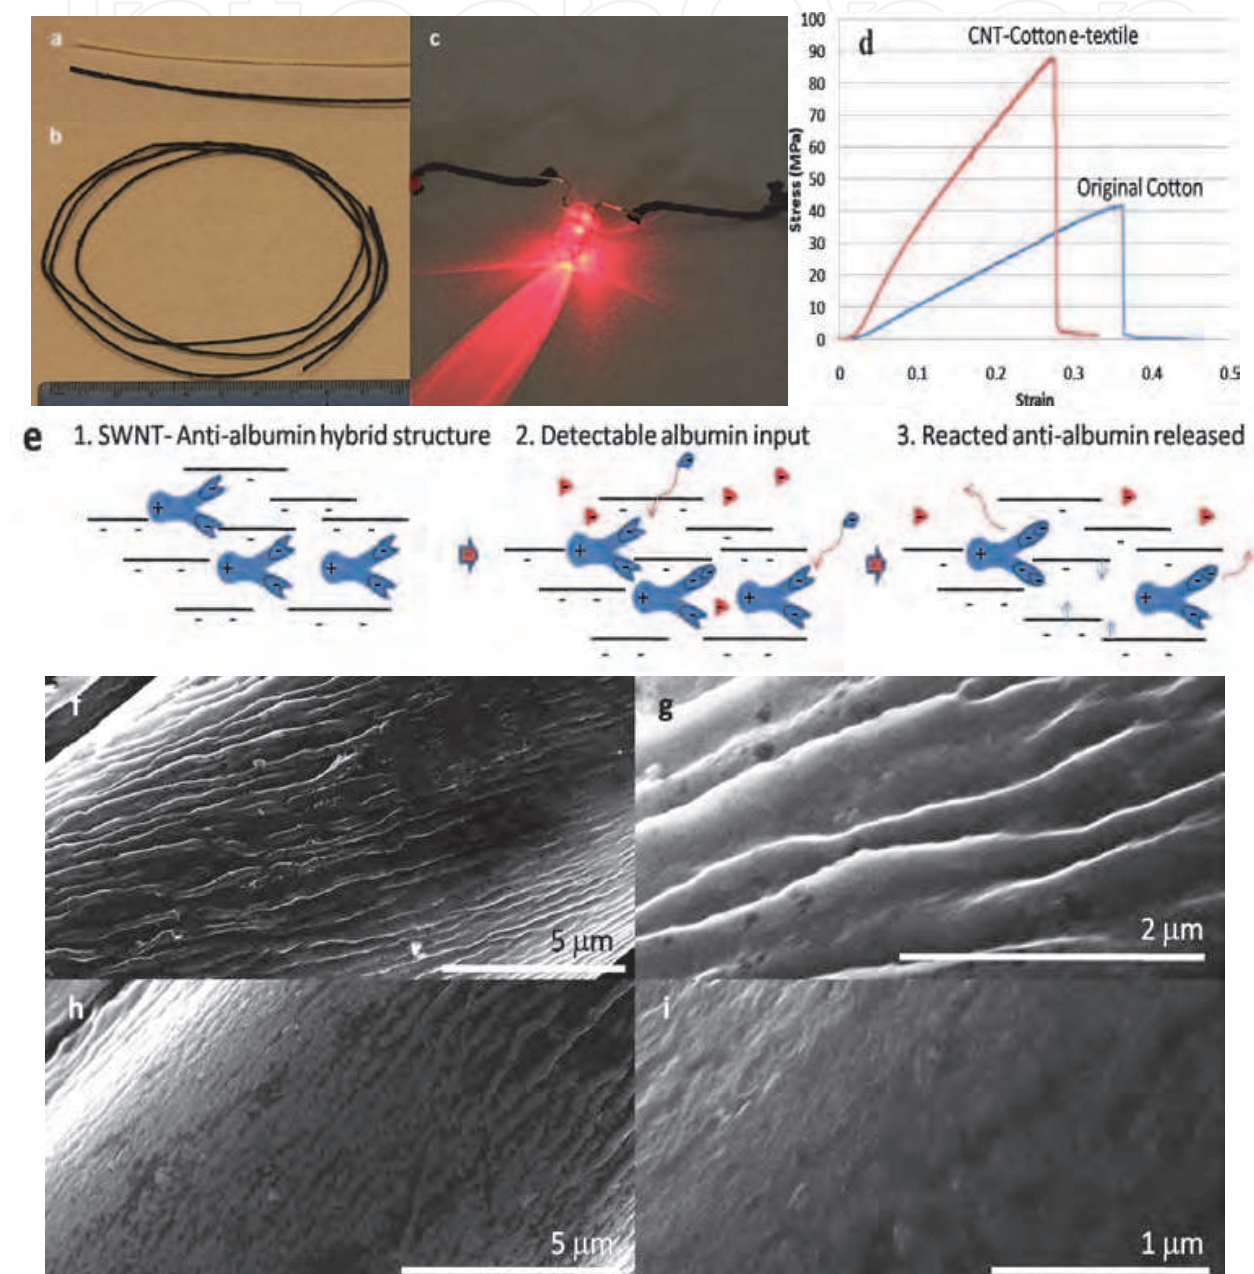 a
b
c
d
CNT-Cotton e-textile
Original Cotton
100
90
80
70
60
50
40
30
20
10
0
Stress (MPa)
0 0.1 0.2 0.3 0.4 0.5
Strain
e
1. SWNT- Anti-albumin hybrid structure
2. Detectable albumin input
3. Reacted anti-albumin released
f
5 μm
g
2 μm
h
5 μm
i
1 μm